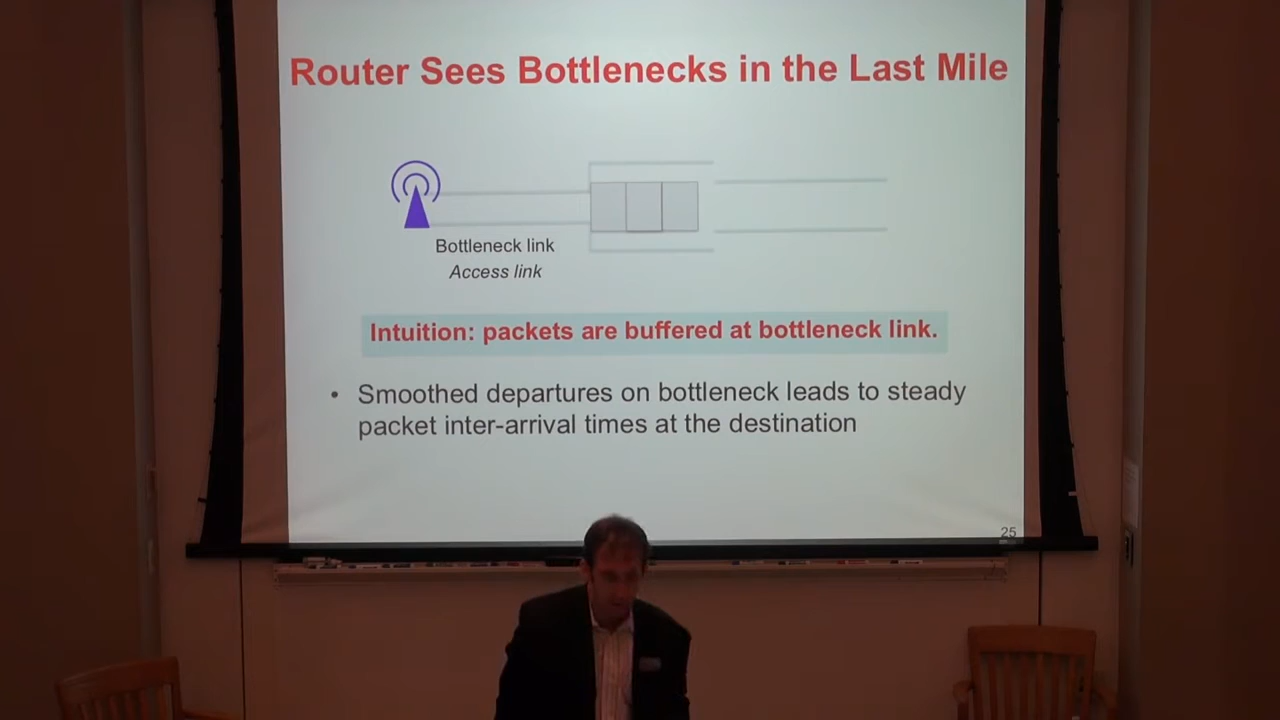 Router Sees Bottlenecks in the Last Mile
Bottleneck link
Access link
Intuition: packets are buffered at bottleneck link.
• Smoothed departures on bottleneck leads to steady
packet inter-arrival times at the destination
25